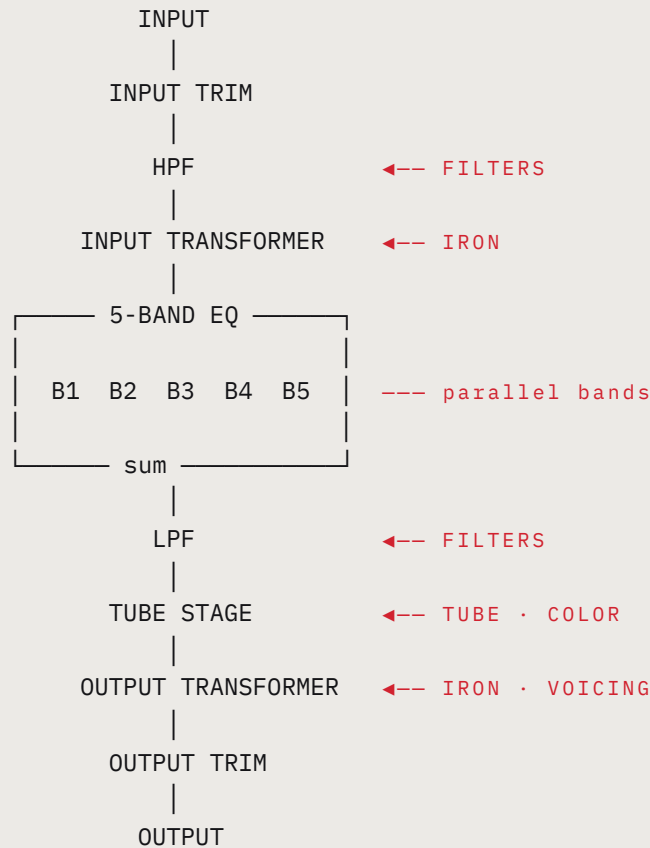 INPUT
INPUT TRIM
HPF ◄── FILTERS
INPUT TRANSFORMER ◄── IRON
5-BAND EQ
B1 B2 B3 B4 B5 ─── parallel bands
sum
LPF ◄── FILTERS
TUBE STAGE ◄── TUBE · COLOR
OUTPUT TRANSFORMER ◄── IRON · VOICING
OUTPUT TRIM
OUTPUT